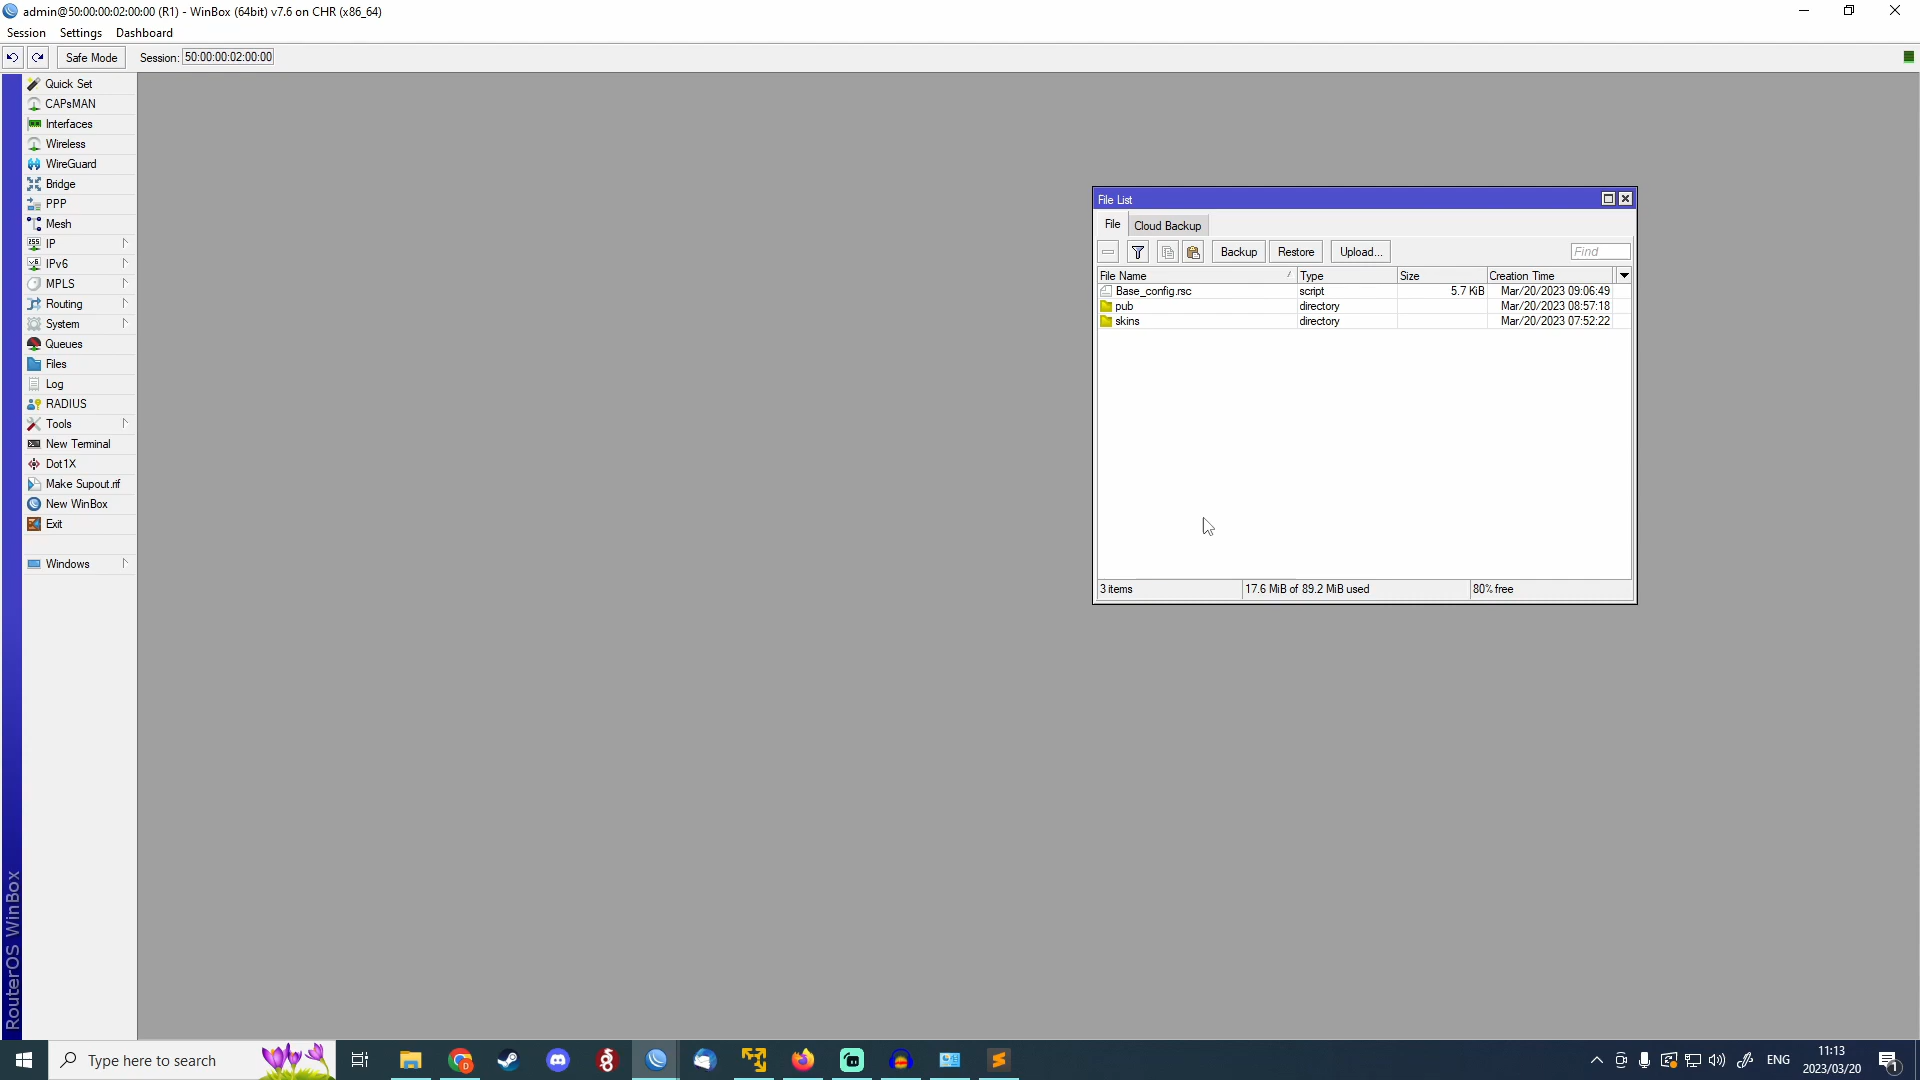 admin@50:00:00:02:00:00 (R1) - WinBox (64bit) v7.6 on CHR (x86_64)
Session Settings Dashboard
Safe Mode Session: 50:00:00:02:00:00
Quick Set
CAPsMAN
Interfaces
Wireless
WireGuard
Bridge
PPP
Mesh
IP
IPv6
MPLS
Routing
System
Queues
Files
Log
RADIUS
Tools
New Terminal
Dot1X
Make Supout.rif
New WinBox
Exit
Windows
RouterOS WinBox
File List
File Cloud Backup
Backup Restore Upload... Find
File Name Type Size Creation Time
Base_config.rsc script 5.7 KiB Mar/20/2023 09:06:49
pub directory Mar/20/2023 08:57:18
skins directory Mar/20/2023 07:52:22
3 items 17.6 MiB of 89.2 MiB used 80% free
Type here to search
ENG
11:13
2023/03/20
1